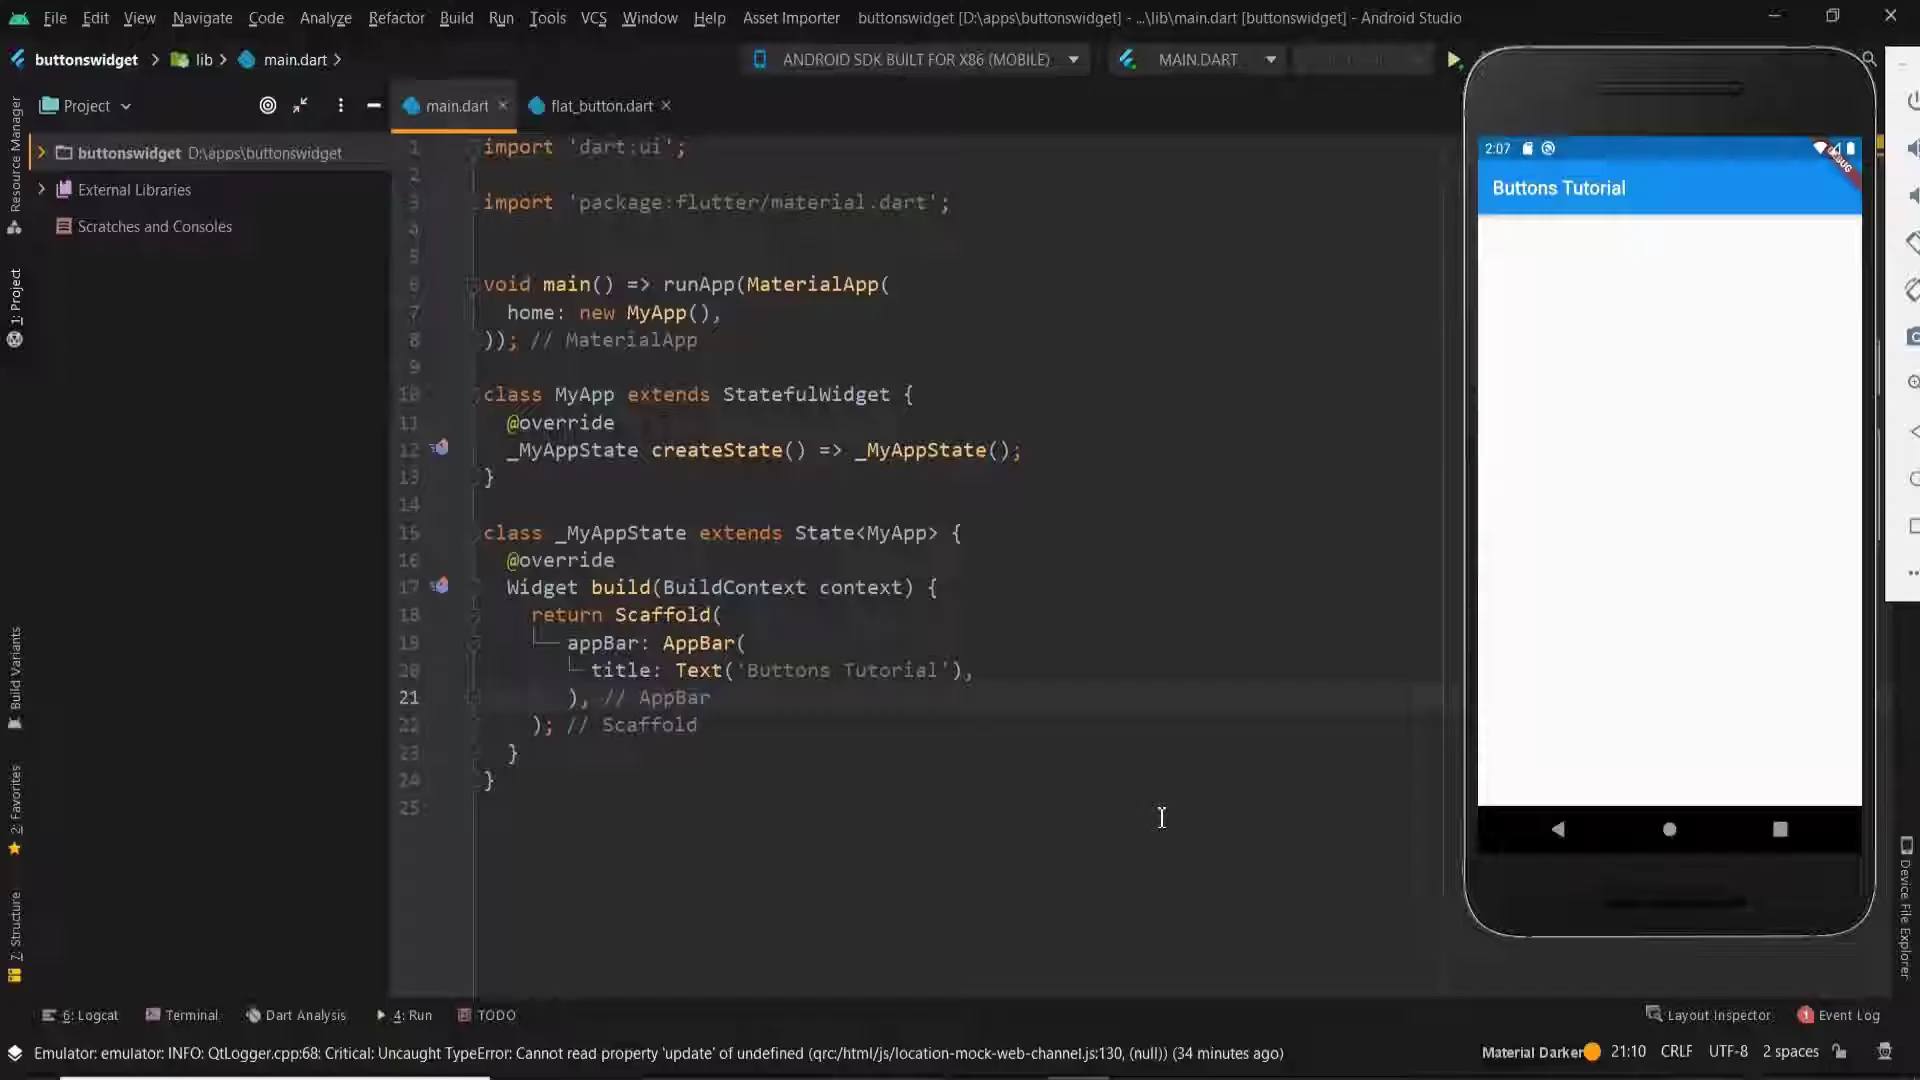 File Edit View Navigate Code Analyze Refactor Build Run Tools VCS Window Help Asset Importer buttonswidget [D:\apps\buttonswidget] - ...\lib\main.dart [buttonswidget] - Android Studio
buttonswidget lib main.dart ANDROID SDK BUILT FOR X86 (MOBILE) MAIN.DART
Project main.dart flat_button.dart
buttonswidget D:\apps\buttonswidget
External Libraries
Scratches and Consoles
Resource Manager
1: Project
Build Variants
2: Favorites
7: Structure
1 import 'dart:ui';
2
3 import 'package:flutter/material.dart';
4
5
6 void main() => runApp(MaterialApp(
7 home: new MyApp(),
8 )); // MaterialApp
9
10 class MyApp extends StatefulWidget {
11 @override
12 _MyAppState createState() => _MyAppState();
13 }
14
15 class _MyAppState extends State<MyApp> {
16 @override
17 Widget build(BuildContext context) {
18 return Scaffold(
19 appBar: AppBar(
20 title: Text('Buttons Tutorial'),
21 ), // AppBar
22 ); // Scaffold
23 }
24 }
25
2:07
DEBUG
Buttons Tutorial
Device File Explorer
6: Logcat Terminal Dart Analysis 4: Run TODO Layout Inspector 1 Event Log
Emulator: emulator: INFO: QtLogger.cpp:68: Critical: Uncaught TypeError: Cannot read property 'update' of undefined (qrc:/html/js/location-mock-web-channel.js:130, (null)) (34 minutes ago) Material Darker 21:10 CRLF UTF-8 2 spaces